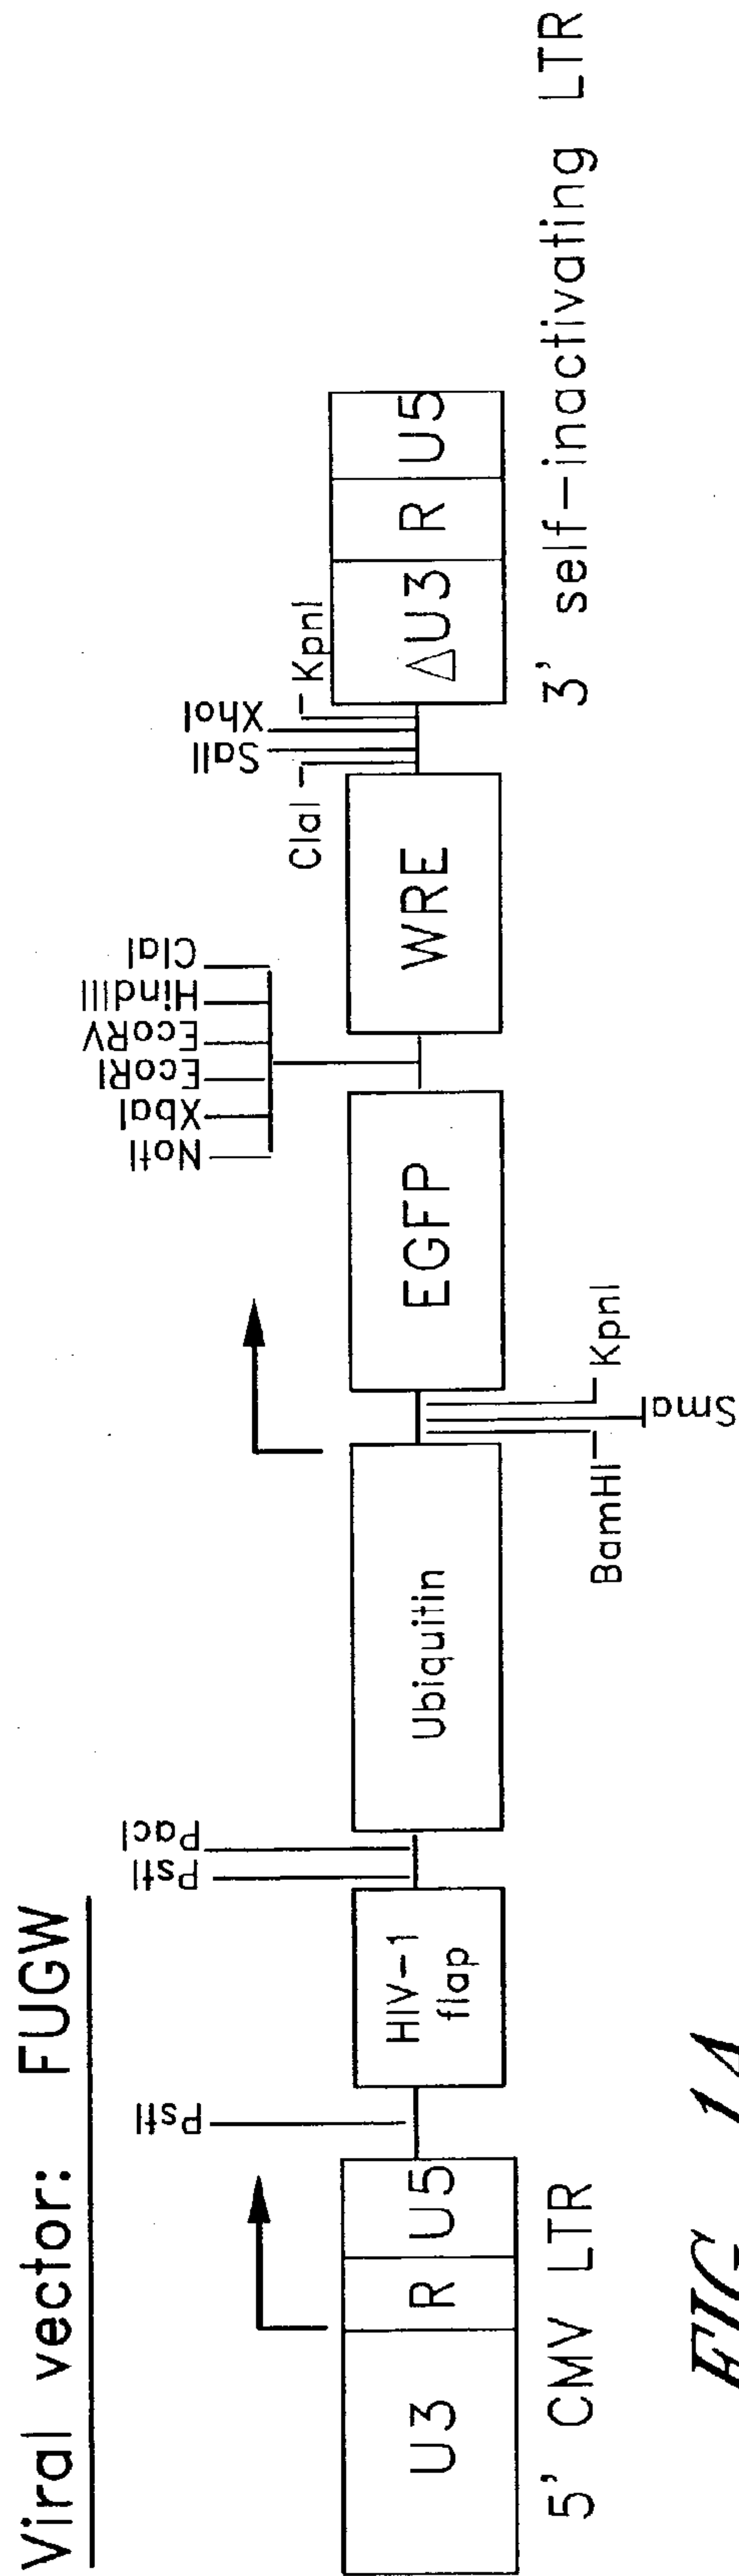 Viral vector: FUGW
PstI
PstI
PacI
NotI
XbaI
EcoRI
EcoRV
HindIII
ClaI
ClaI
SalI
XhoI
KpnI
U3
R
U5
HIV-1
flap
Ubiquitin
EGFP
WRE
ΔU3
R
U5
BamHI
SmaI
KpnI
5' CMV LTR
3' self-inactivating LTR
FIG. 1A